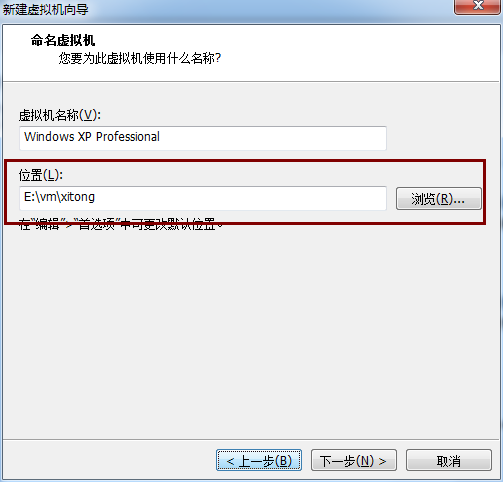 新建虚拟机向导
命名虚拟机
您要为此虚拟机使用什么名称?
虚拟机名称(V):
Windows XP Professional
位置(L):
E:\vm\xitong
浏览(R)...
在“编辑”>“首选项”中可更改默认位置。
< 上一步(B)
下一步(N) >
取消